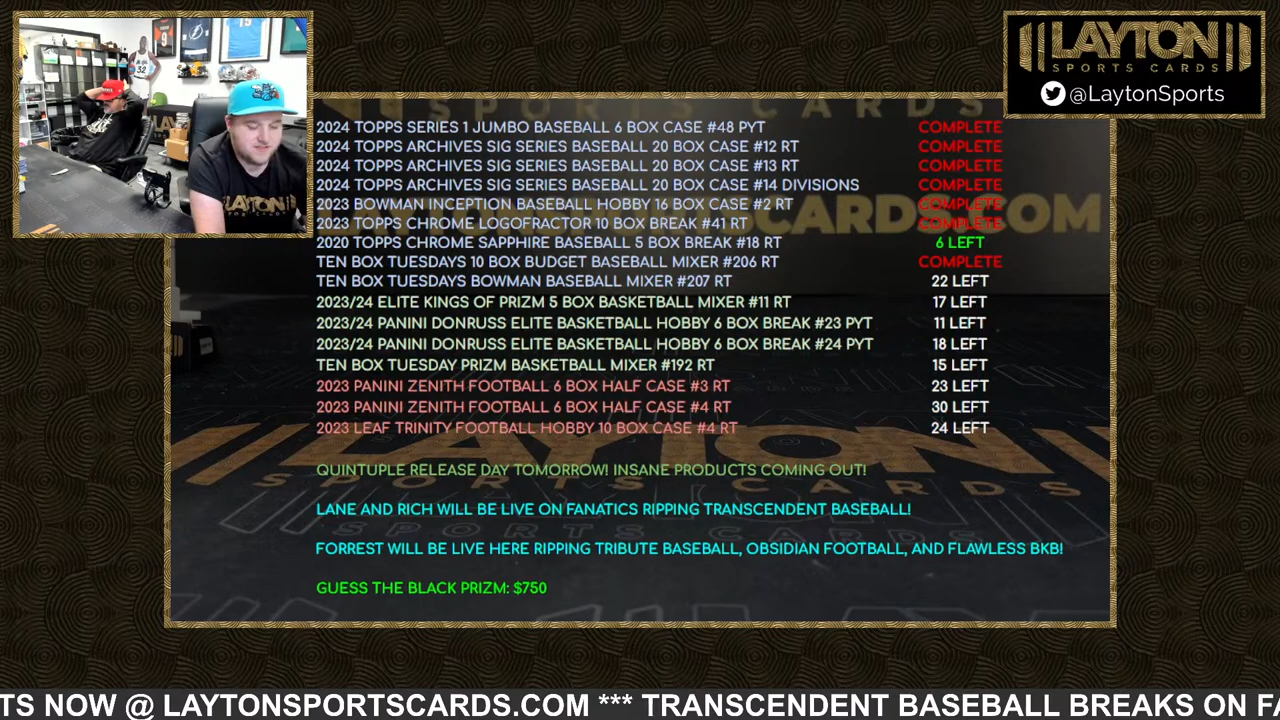 LAYTON
SPORTS CARDS
@LaytonSports
SPORTS CARDS
2024 TOPPS SERIES 1 JUMBO BASEBALL 6 BOX CASE #48 PYT COMPLETE
2024 TOPPS ARCHIVES SIG SERIES BASEBALL 20 BOX CASE #12 RT COMPLETE
2024 TOPPS ARCHIVES SIG SERIES BASEBALL 20 BOX CASE #13 RT COMPLETE
2024 TOPPS ARCHIVES SIG SERIES BASEBALL 20 BOX CASE #14 DIVISIONS COMPLETE
2023 BOWMAN INCEPTION BASEBALL HOBBY 16 BOX CASE #2 RT COMPLETE
2023 TOPPS CHROME LOGOFRACTOR 10 BOX BREAK #41 RT COMPLETE
2020 TOPPS CHROME SAPPHIRE BASEBALL 5 BOX BREAK #18 RT 6 LEFT
TEN BOX TUESDAYS 10 BOX BUDGET BASEBALL MIXER #206 RT COMPLETE
TEN BOX TUESDAYS BOWMAN BASEBALL MIXER #207 RT 22 LEFT
2023/24 ELITE KINGS OF PRIZM 5 BOX BASKETBALL MIXER #11 RT 17 LEFT
2023/24 PANINI DONRUSS ELITE BASKETBALL HOBBY 6 BOX BREAK #23 PYT 11 LEFT
2023/24 PANINI DONRUSS ELITE BASKETBALL HOBBY 6 BOX BREAK #24 PYT 18 LEFT
TEN BOX TUESDAY PRIZM BASKETBALL MIXER #192 RT 15 LEFT
2023 PANINI ZENITH FOOTBALL 6 BOX HALF CASE #3 RT 23 LEFT
2023 PANINI ZENITH FOOTBALL 6 BOX HALF CASE #4 RT 30 LEFT
2023 LEAF TRINITY FOOTBALL HOBBY 10 BOX CASE #4 RT 24 LEFT
QUINTUPLE RELEASE DAY TOMORROW! INSANE PRODUCTS COMING OUT!
LANE AND RICH WILL BE LIVE ON FANATICS RIPPING TRANSCENDENT BASEBALL!
FORREST WILL BE LIVE HERE RIPPING TRIBUTE BASEBALL, OBSIDIAN FOOTBALL, AND FLAWLESS BKB!
GUESS THE BLACK PRIZM: $750
TS NOW @ LAYTONSPORTSCARDS.COM *** TRANSCENDENT BASEBALL BREAKS ON FA